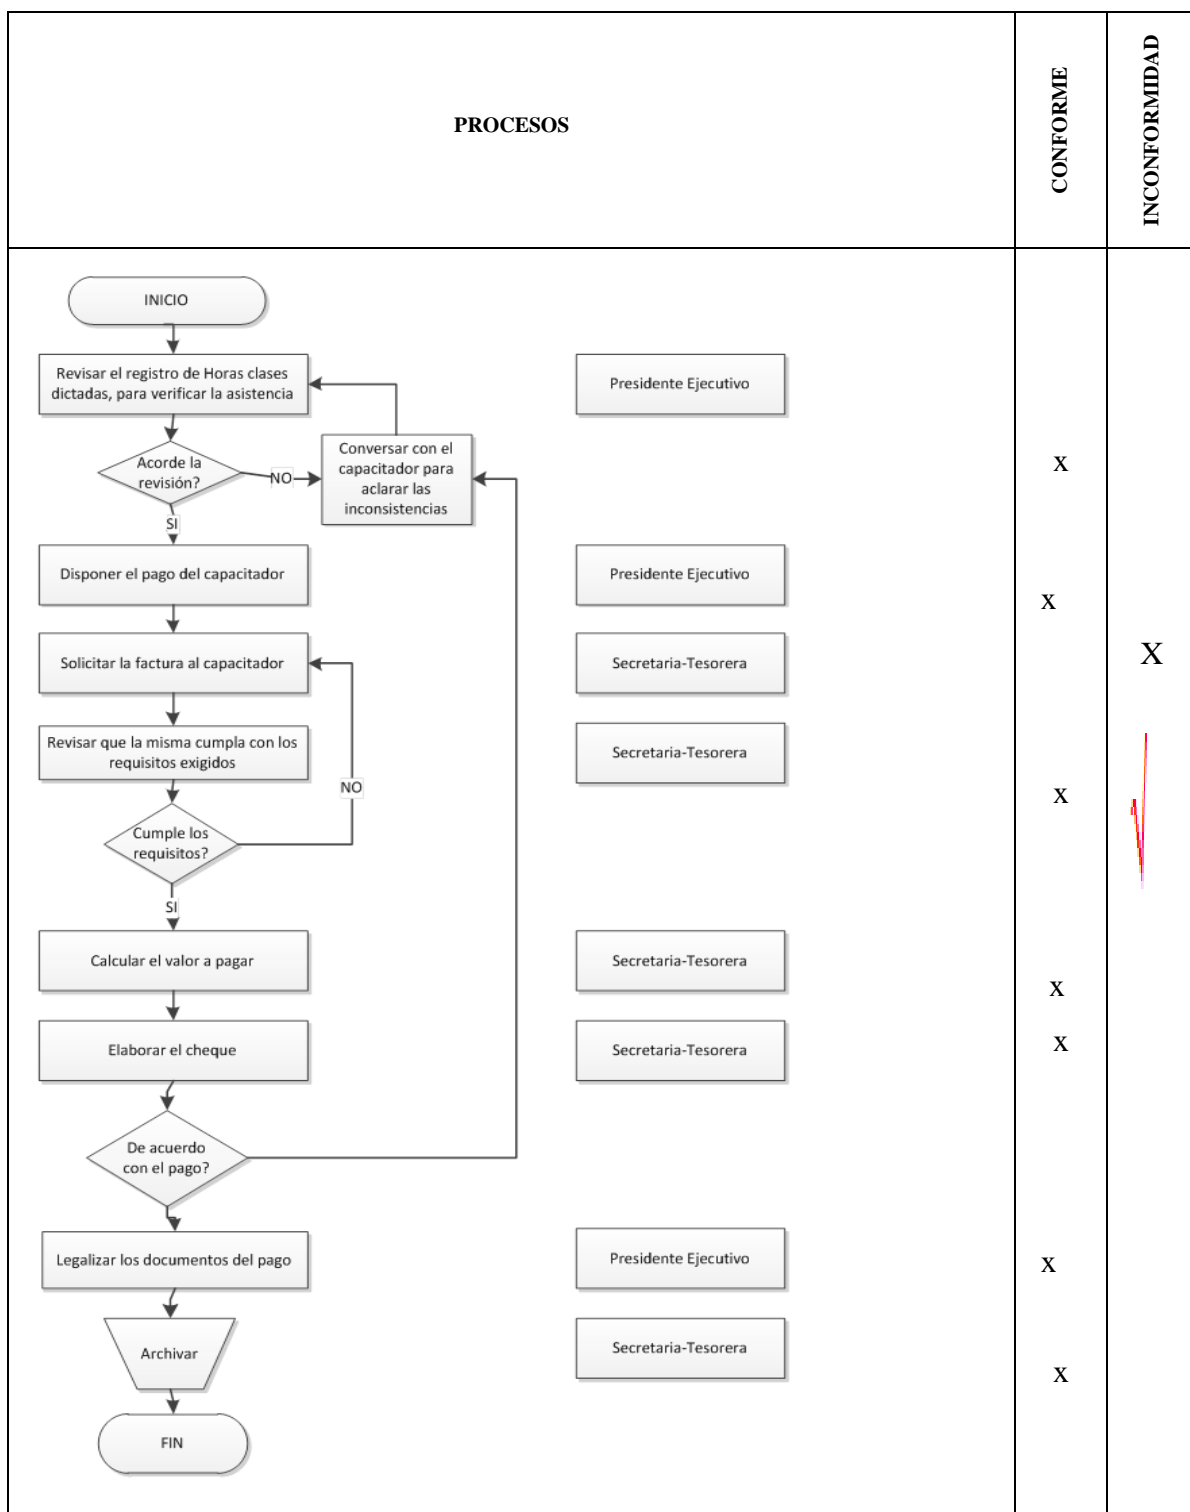 PROCESOS
CONFORME
INCONFORMIDAD
INICIO
Revisar el registro de Horas clases
dictadas, para verificar la asistencia
Presidente Ejecutivo
Acorde la
revisión?
NO
Conversar con el
capacitador para
aclarar las
inconsistencias
x
SI
Disponer el pago del capacitador
Presidente Ejecutivo
x
Solicitar la factura al capacitador
Secretaria-Tesorera
X
Revisar que la misma cumpla con los
requisitos exigidos
Secretaria-Tesorera
NO
x
Cumple los
requisitos?
SI
Calcular el valor a pagar
Secretaria-Tesorera
x
Elaborar el cheque
Secretaria-Tesorera
x
De acuerdo
con el pago?
Legalizar los documentos del pago
Presidente Ejecutivo
x
Archivar
Secretaria-Tesorera
x
FIN